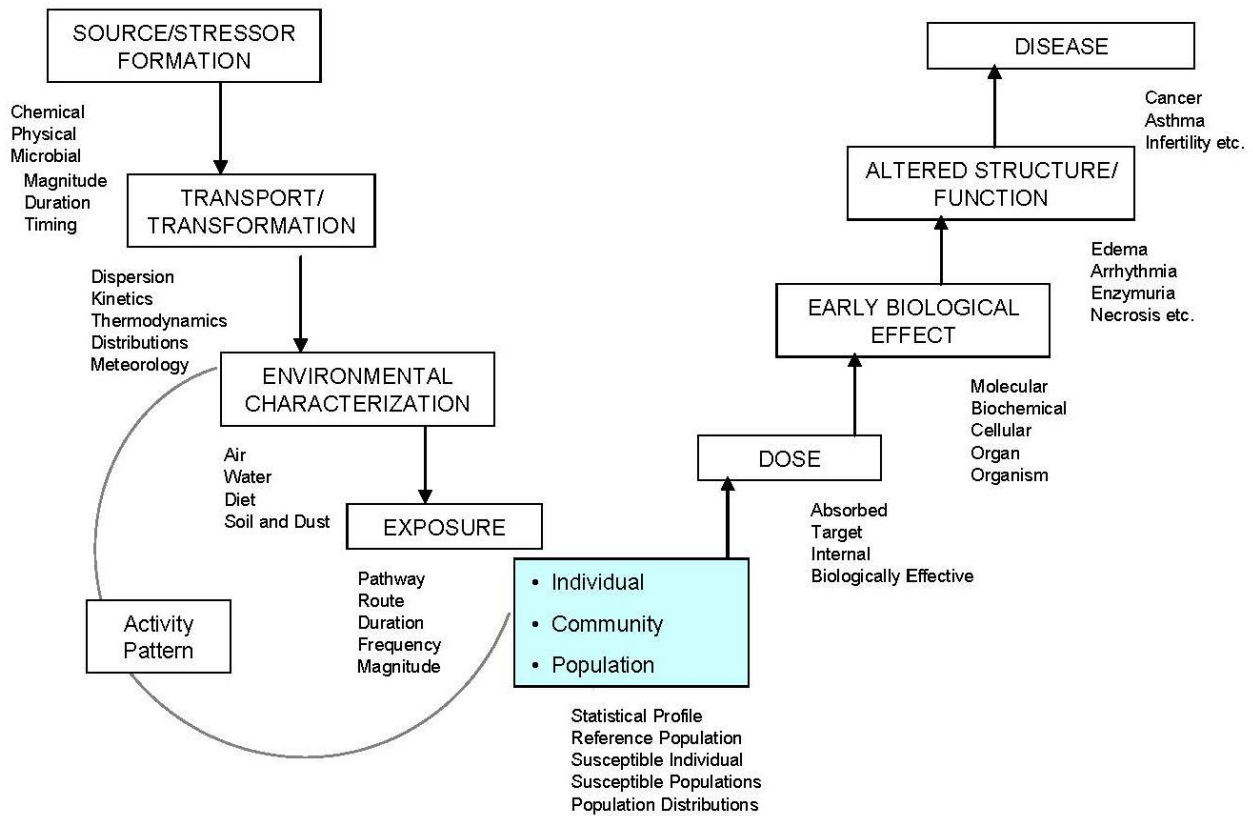 SOURCE/STRESSOR
FORMATION
Chemical
Physical
Microbial
Magnitude
Duration
Timing
TRANSPORT/
TRANSFORMATION
Dispersion
Kinetics
Thermodynamics
Distributions
Meteorology
ENVIRONMENTAL
CHARACTERIZATION
Air
Water
Diet
Soil and Dust
EXPOSURE
Pathway
Route
Duration
Frequency
Magnitude
Activity
Pattern
• Individual
• Community
• Population
Statistical Profile
Reference Population
Susceptible Individual
Susceptible Populations
Population Distributions
DOSE
Absorbed
Target
Internal
Biologically Effective
EARLY BIOLOGICAL
EFFECT
Molecular
Biochemical
Cellular
Organ
Organism
ALTERED STRUCTURE/
FUNCTION
Edema
Arrhythmia
Enzymuria
Necrosis etc.
DISEASE
Cancer
Asthma
Infertility etc.